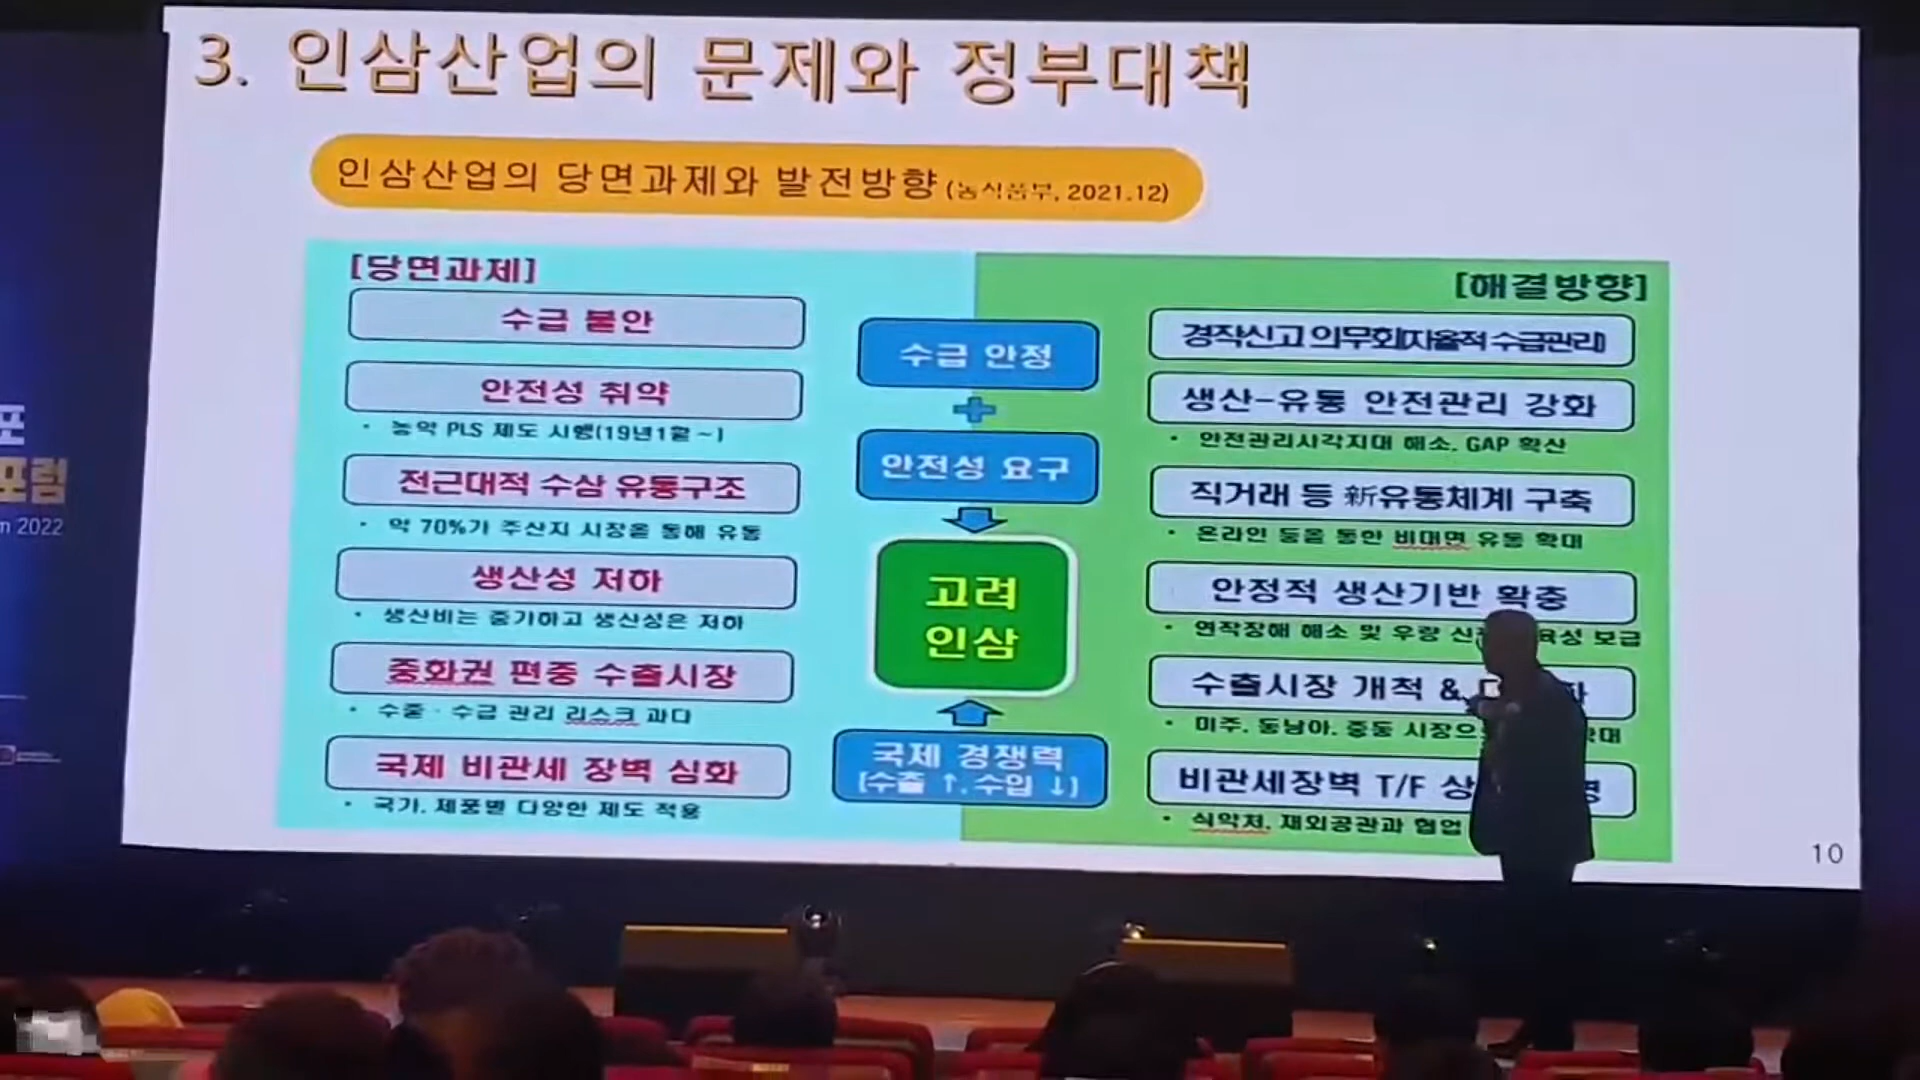 3. 인삼산업의 문제와 정부대책
인삼산업의 당면과제와 발전방향 (농식품부, 2021.12)
[당면과제]
수급 불안
안전성 취약
· 농약 PLS 제도 시행(19년1월~)
전근대적 수삼 유통구조
· 약 70%가 주산지 시장을 통해 유통
생산성 저하
· 생산비는 증가하고 생산성은 저하
중화권 편중 수출시장
· 수출·수급 관리 리스크 과다
국제 비관세 장벽 심화
· 국가, 제품별 다양한 제도 적용
수급 안정
+
안전성 요구
고려
인삼
국제 경쟁력
(수출 ↑, 수입 ↓)
[해결방향]
경작신고 의무화(자율적 수급관리)
생산-유통 안전관리 강화
· 안전관리사각지대 해소, GAP 확산
직거래 등 新유통체계 구축
· 온라인 등을 통한 비대면 유통 확대
안정적 생산기반 확충
· 연작장해 해소 및 우량 신 육성 보급
수출시장 개척 &
· 미주, 동남아, 중동 시장으 확대
비관세장벽 T/F 상
· 식약처, 재외공관과 협업
10
포
포럼
m 2022